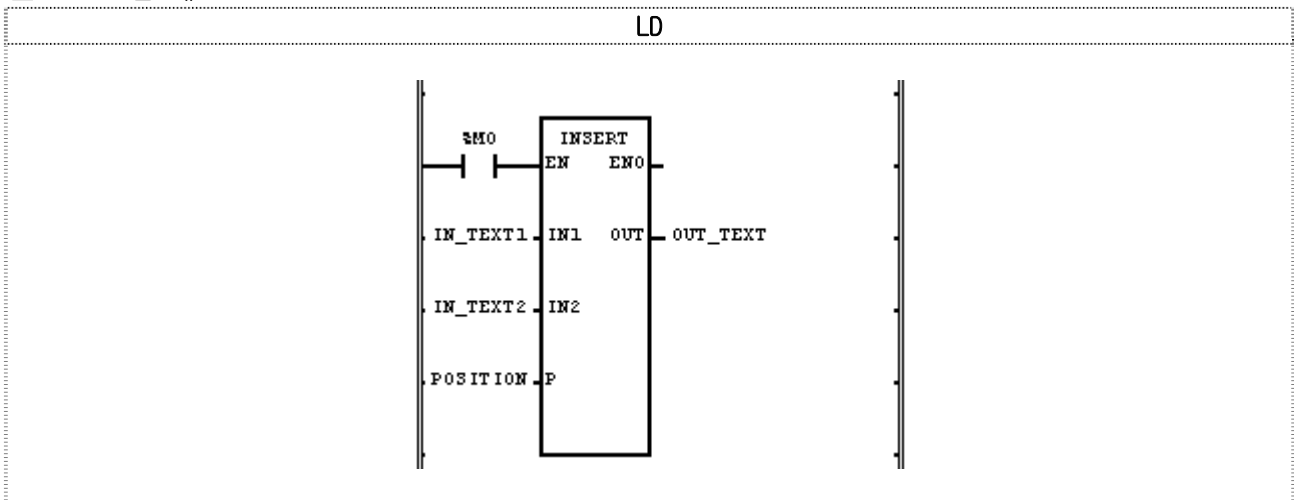 LD
%M0 INSERT
EN ENO
IN_TEXT1 IN1 OUT OUT_TEXT
IN_TEXT2 IN2
POSITION P